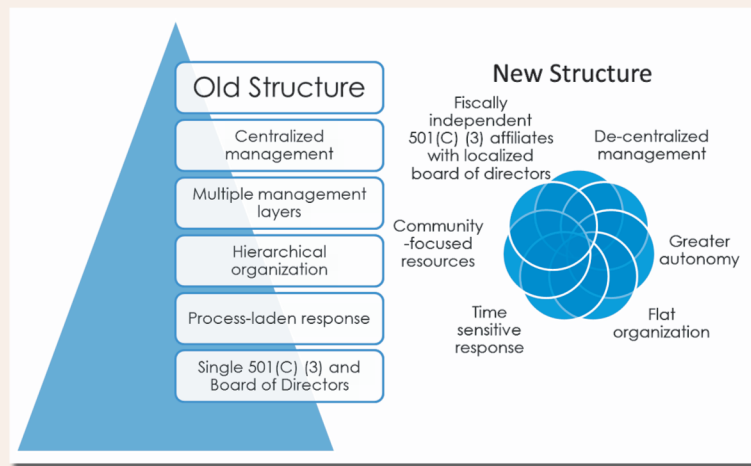 Old Structure
Centralized
management
Multiple management
layers
Hierarchical
organization
Process-laden response
Single 501(C) (3) and
Board of Directors
New Structure
Fiscally
independent
501(C) (3) affiliates
with localized
board of directors
De-centralized
management
Greater
autonomy
Flat
organization
Time
sensitive
response
Community
-focused
resources